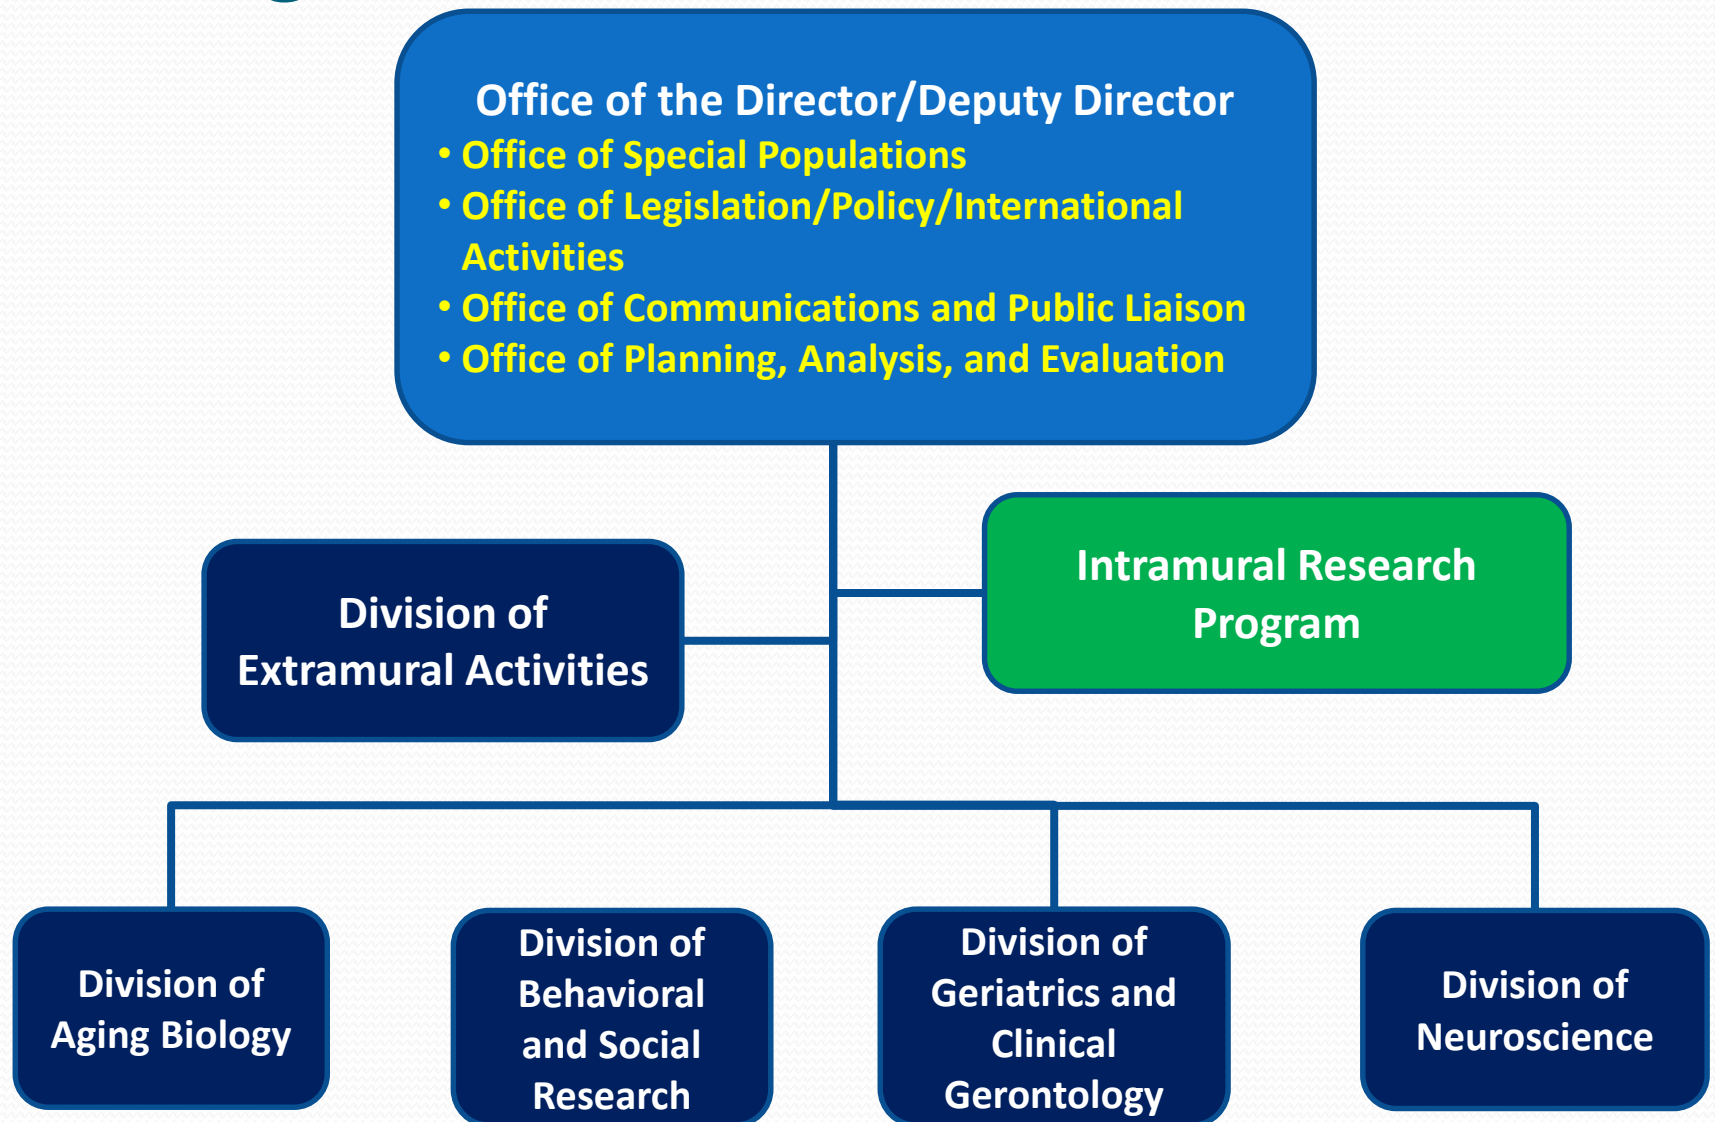 Office of the Director/Deputy Director
• Office of Special Populations
• Office of Legislation/Policy/International
Activities
• Office of Communications and Public Liaison
• Office of Planning, Analysis, and Evaluation
Intramural Research
Program
Division of
Extramural Activities
Division of
Aging Biology
Division of
Behavioral
and Social
Research
Division of
Geriatrics and
Clinical
Gerontology
Division of
Neuroscience